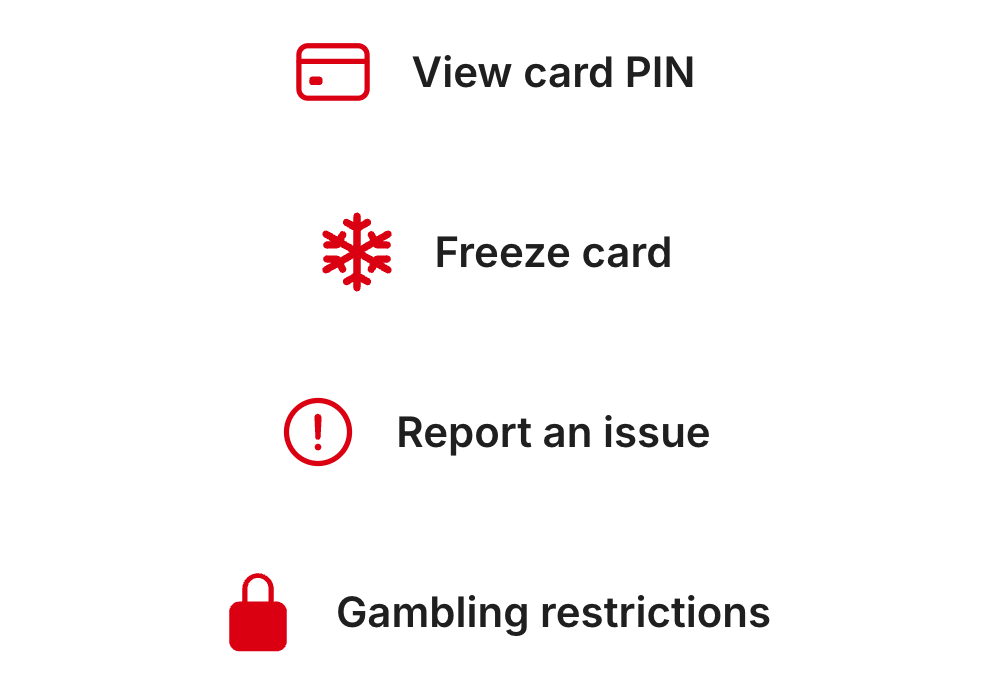 View card PIN
Freeze card
Report an issue
Gambling restrictions